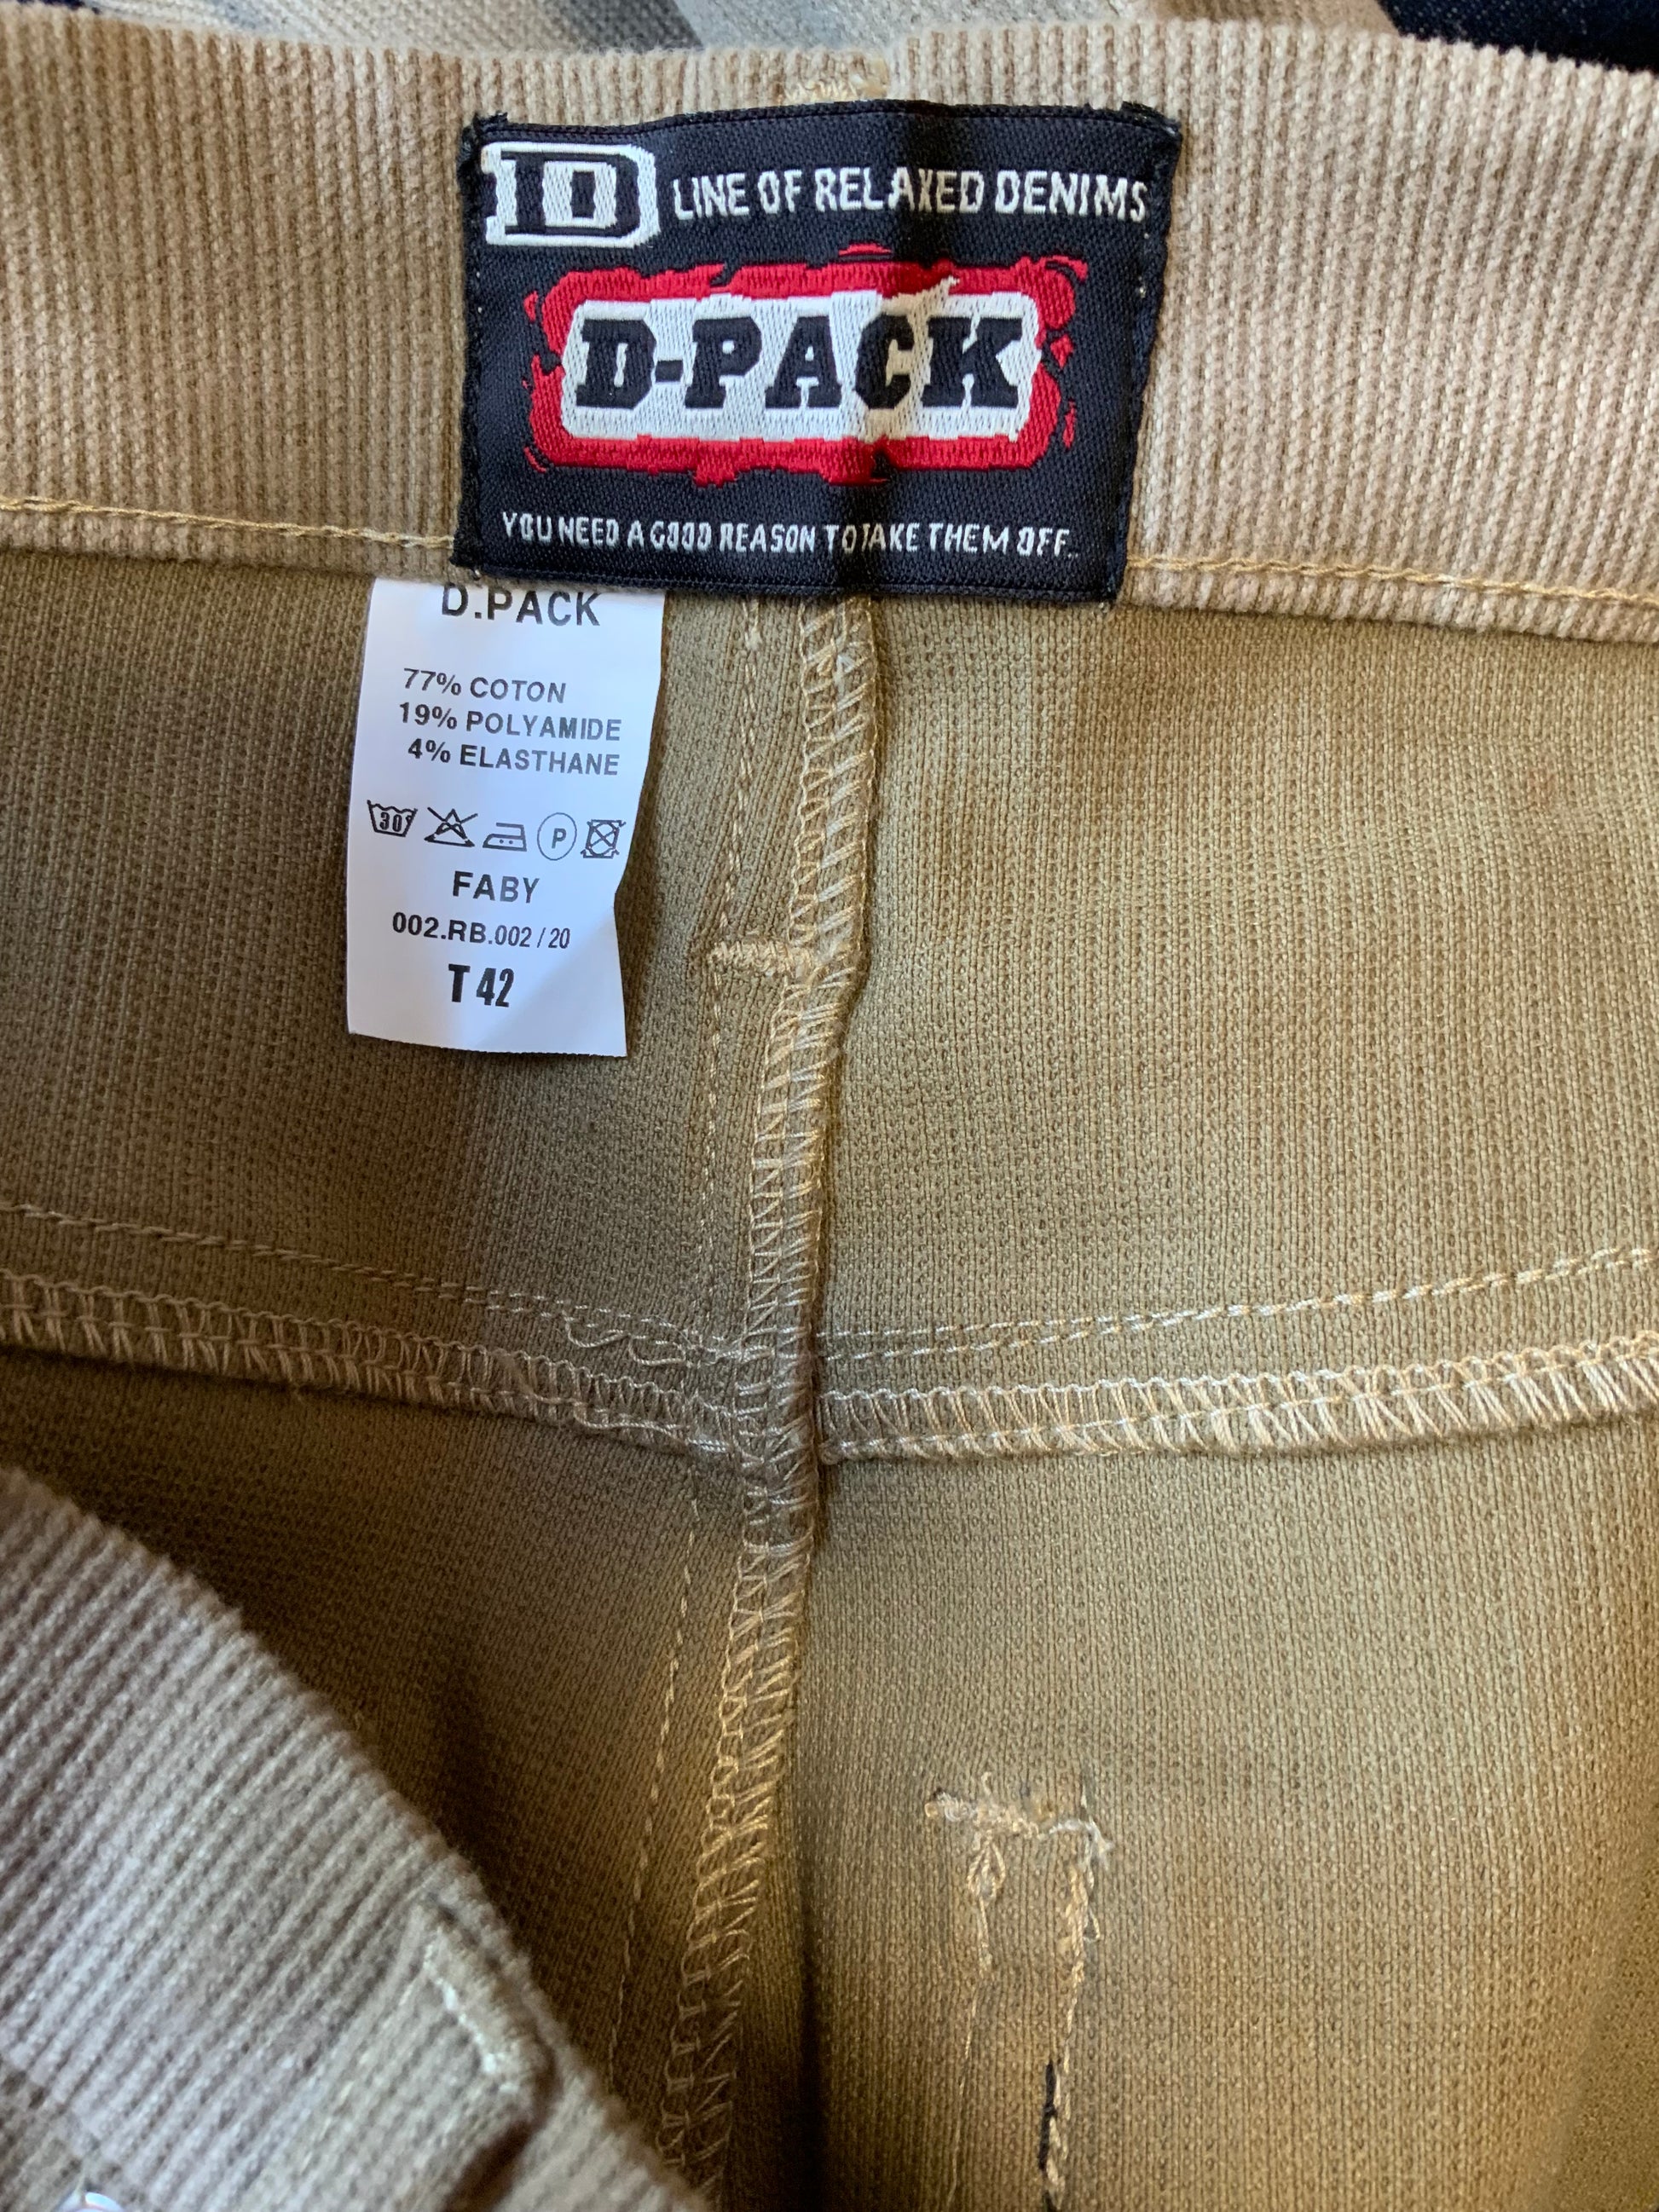 D LINE OF RELAXED DENIMS
D-PACK
YOU NEED A GOOD REASON TO TAKE THEM OFF...
D.PACK
77% COTON
19% POLYAMIDE
4% ELASTHANE
30 P
FABY
002.RB.002/20
T 42